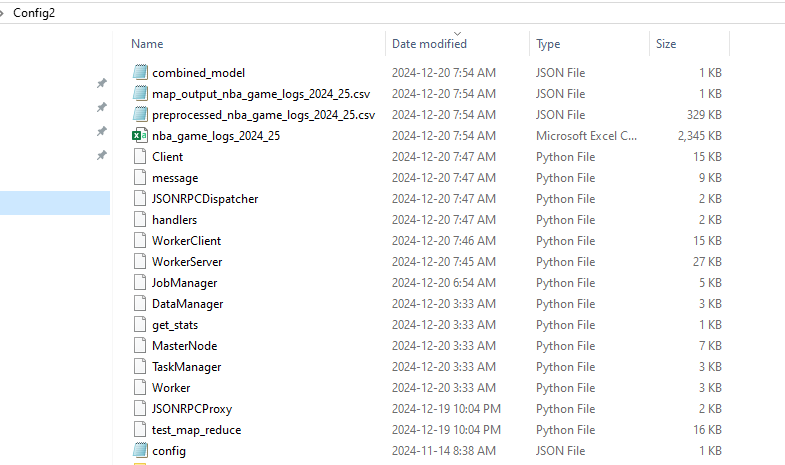 Config2
Name Date modified Type Size
combined_model 2024-12-20 7:54 AM JSON File 1 KB
map_output_nba_game_logs_2024_25.csv 2024-12-20 7:54 AM JSON File 1 KB
preprocessed_nba_game_logs_2024_25.csv 2024-12-20 7:54 AM JSON File 329 KB
nba_game_logs_2024_25 2024-12-20 7:54 AM Microsoft Excel C... 2,345 KB
Client 2024-12-20 7:47 AM Python File 15 KB
message 2024-12-20 7:47 AM Python File 9 KB
JSONRPCDispatcher 2024-12-20 7:47 AM Python File 2 KB
handlers 2024-12-20 7:47 AM Python File 2 KB
WorkerClient 2024-12-20 7:46 AM Python File 15 KB
WorkerServer 2024-12-20 7:45 AM Python File 27 KB
JobManager 2024-12-20 6:54 AM Python File 5 KB
DataManager 2024-12-20 3:33 AM Python File 3 KB
get_stats 2024-12-20 3:33 AM Python File 1 KB
MasterNode 2024-12-20 3:33 AM Python File 7 KB
TaskManager 2024-12-20 3:33 AM Python File 3 KB
Worker 2024-12-20 3:33 AM Python File 3 KB
JSONRPCProxy 2024-12-19 10:04 PM Python File 2 KB
test_map_reduce 2024-12-19 10:04 PM Python File 16 KB
config 2024-11-14 8:38 AM JSON File 1 KB